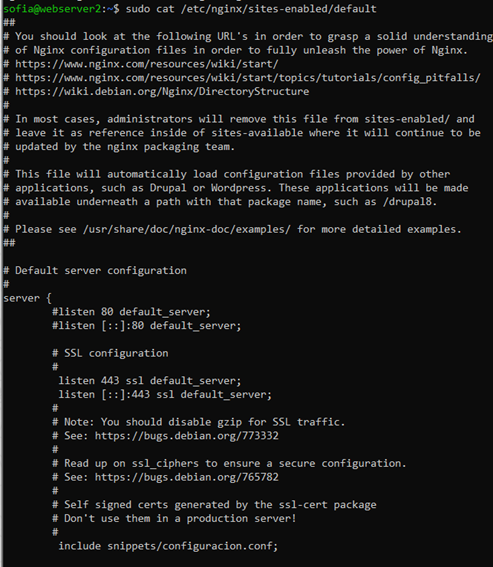 sofia@webserver2:~$ sudo cat /etc/nginx/sites-enabled/default
##
# You should look at the following URL's in order to grasp a solid understanding
# of Nginx configuration files in order to fully unleash the power of Nginx.
# https://www.nginx.com/resources/wiki/start/
# https://www.nginx.com/resources/wiki/start/topics/tutorials/config_pitfalls/
# https://wiki.debian.org/Nginx/DirectoryStructure
#
# In most cases, administrators will remove this file from sites-enabled/ and
# leave it as reference inside of sites-available where it will continue to be
# updated by the nginx packaging team.
#
# This file will automatically load configuration files provided by other
# applications, such as Drupal or Wordpress. These applications will be made
# available underneath a path with that package name, such as /drupal8.
#
# Please see /usr/share/doc/nginx-doc/examples/ for more detailed examples.
##

# Default server configuration
#
server {
        #listen 80 default_server;
        #listen [::]:80 default_server;

        # SSL configuration
        #
         listen 443 ssl default_server;
         listen [::]:443 ssl default_server;
        #
        # Note: You should disable gzip for SSL traffic.
        # See: https://bugs.debian.org/773332
        #
        # Read up on ssl_ciphers to ensure a secure configuration.
        # See: https://bugs.debian.org/765782
        #
        # Self signed certs generated by the ssl-cert package
        # Don't use them in a production server!
        #
         include snippets/configuracion.conf;